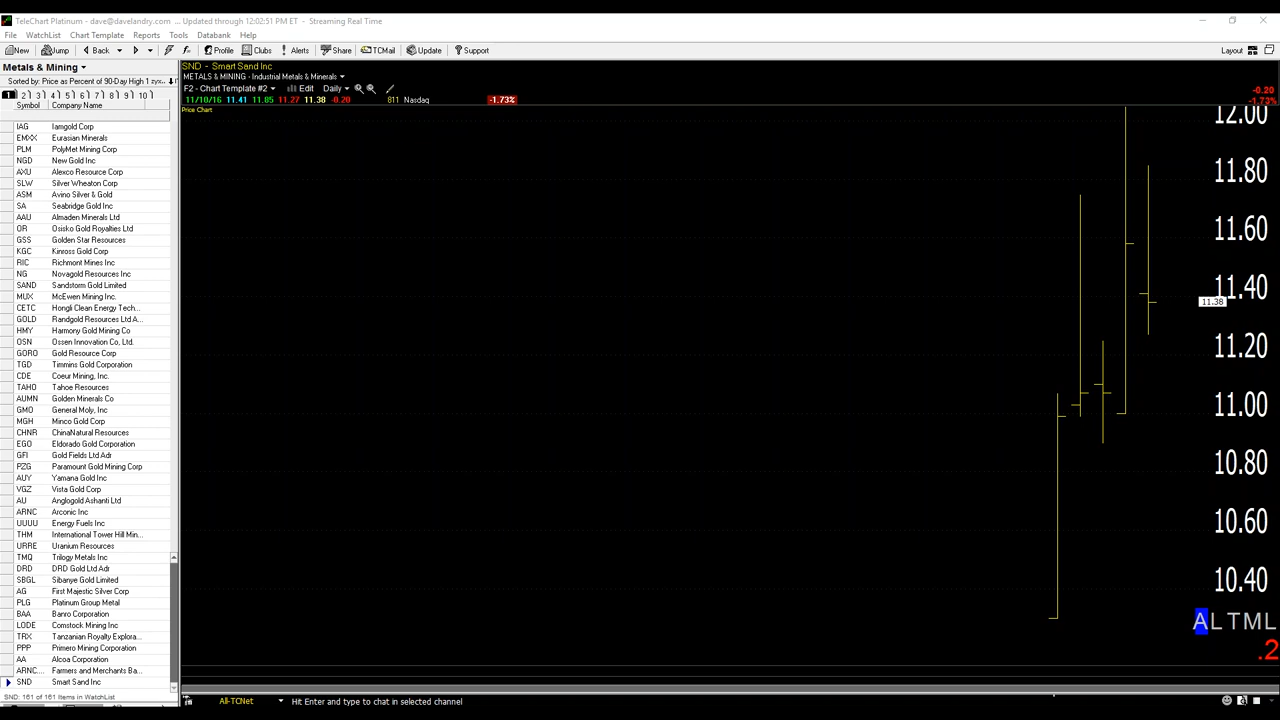 TeleChart Platinum - dave@davelandry.com ... Updated through 12:02:51 PM ET - Streaming Real Time
File WatchList Chart Template Reports Tools Databank Help
New Jump Back Profile Clubs Alerts Share TCMail Update Support Layout
Metals & Mining
Sorted by: Price as Percent of 90-Day High 1
1 2 3 4 5 6 7 8 9 10
Symbol Company Name
IAG Iamgold Corp
EMXX Eurasian Minerals
PLM PolyMet Mining Corp
NGD New Gold Inc
AXU Alexco Resource Corp
SLW Silver Wheaton Corp
ASM Avino Silver & Gold
SA Seabridge Gold Inc
AAU Almaden Minerals Ltd
OR Osisko Gold Royalties Ltd
GSS Golden Star Resources
KGC Kinross Gold Corp
RIC Richmont Mines Inc
NG Novagold Resources Inc
SAND Sandstorm Gold Limited
MUX McEwen Mining Inc.
CETC Hongli Clean Energy Tech...
GOLD Randgold Resources Ltd A...
HMY Harmony Gold Mining Co
OSN Ossen Innovation Co, Ltd.
GORO Gold Resource Corp
TGD Timmins Gold Corporation
CDE Coeur Mining, Inc.
TAHO Tahoe Resources
AUMN Golden Minerals Co
GMO General Moly, Inc
MGH Minco Gold Corp
CHNR ChinaNatural Resources
EGO Eldorado Gold Corporation
GFI Gold Fields Ltd Adr
PZG Paramount Gold Mining Corp
AUY Yamana Gold Inc
VGZ Vista Gold Corp
AU Anglogold Ashanti Ltd
ARNC Arconic Inc
UUUU Energy Fuels Inc
THM International Tower Hill Min...
URRE Uranium Resources
TMQ Trilogy Metals Inc
DRD DRD Gold Ltd Adr
SBGL Sibanye Gold Limited
AG First Majestic Silver Corp
PLG Platinum Group Metal
BAA Banro Corporation
LODE Comstock Mining Inc
TRX Tanzanian Royalty Explora...
PPP Primero Mining Corporation
AA Alcoa Corporation
ARNC... Farmers and Merchants Ba...
SND Smart Sand Inc
SND: 161 of 161 Items in WatchList
SND - Smart Sand Inc
METALS & MINING - Industrial Metals & Minerals
F2 - Chart Template #2 Edit Daily
11/10/16 11.41 11.85 11.27 11.38 -0.20 811 Nasdaq -1.73%
Price Chart
-0.20
-1.73%
12.00
11.80
11.60
11.40
11.38
11.20
11.00
10.80
10.60
10.40
ALTML
.2
All-TCNet Hit Enter and type to chat in selected channel